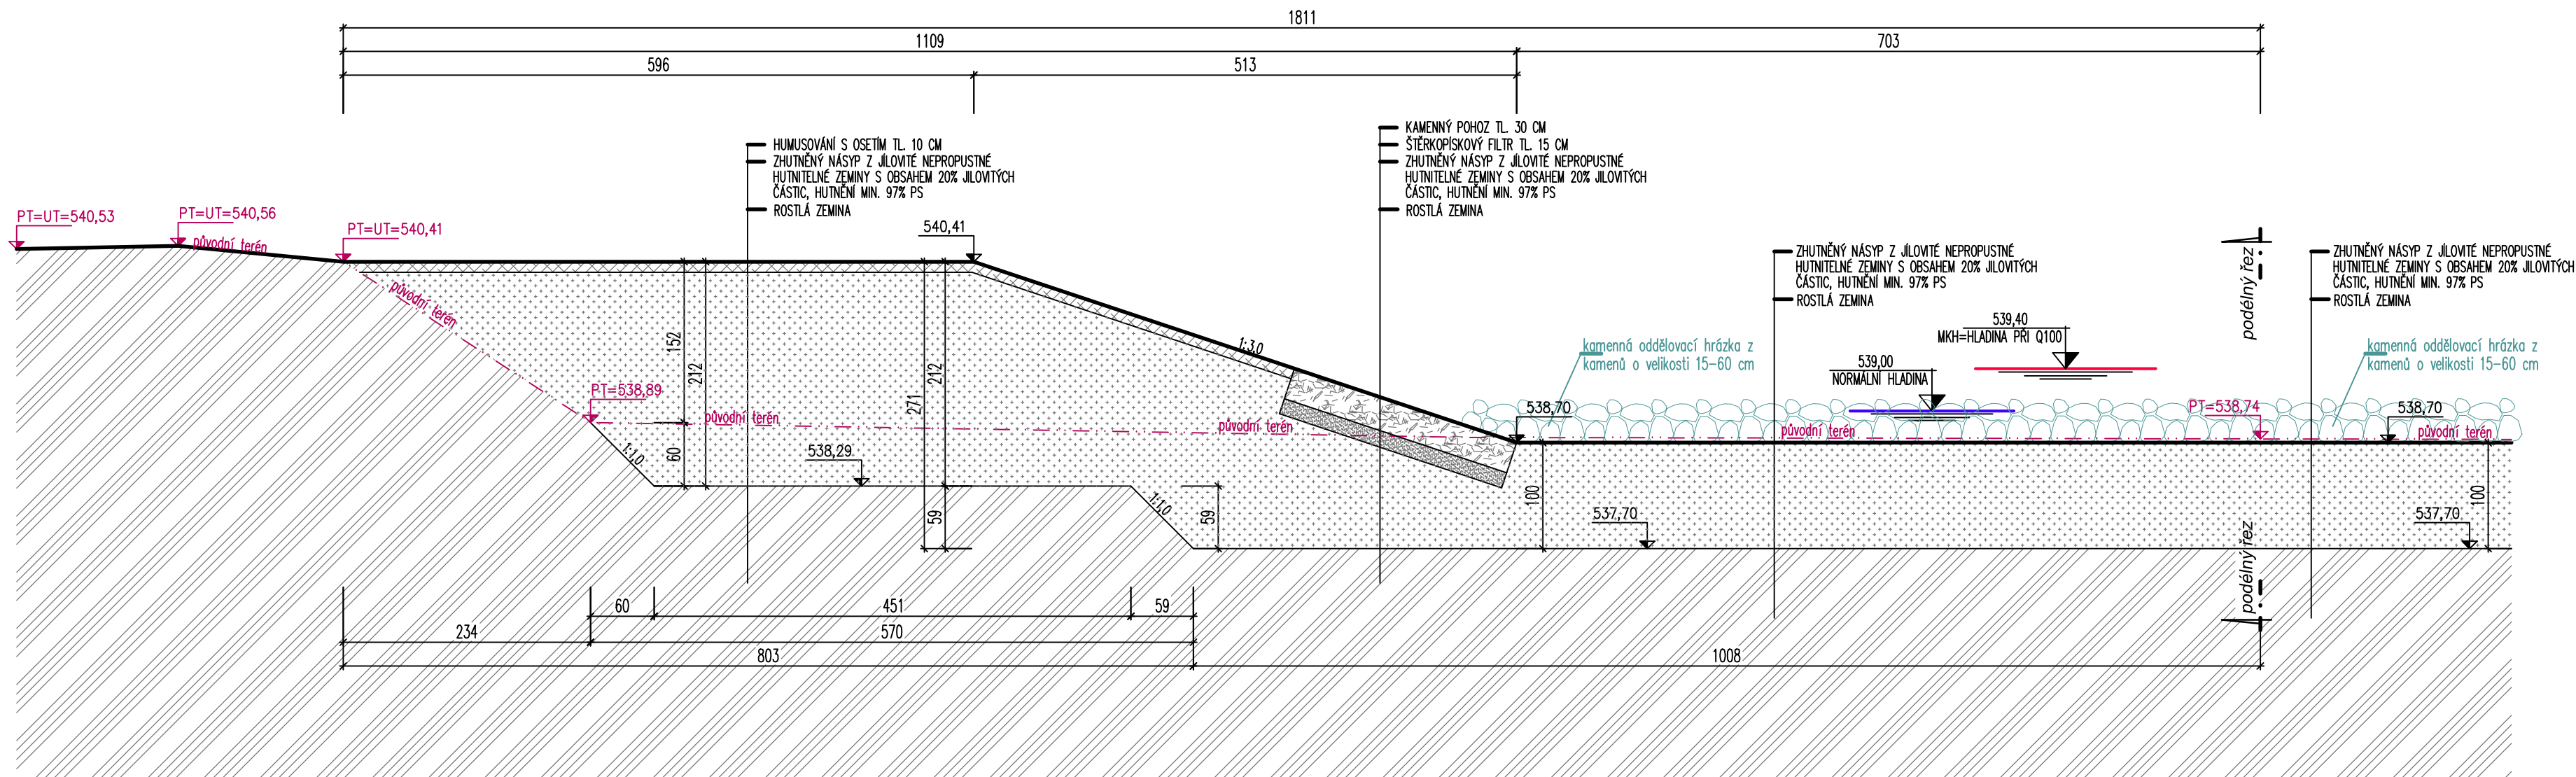 1811
1109
703
596
513
HUMUSOVÁNÍ S OSETÍM TL. 10 CM
ZHUTNĚNÝ NÁSYP Z JÍLOVITÉ NEPROPUSTNÉ
HUTNITELNÉ ZEMINY S OBSAHEM 20% JILOVITÝCH
ČÁSTIC, HUTNĚNÍ MIN. 97% PS
ROSTLÁ ZEMINA
KAMENNÝ POHOZ TL. 30 CM
ŠTĚRKOPÍSKOVÝ FILTR TL. 15 CM
ZHUTNĚNÝ NÁSYP Z JÍLOVITÉ NEPROPUSTNÉ
HUTNITELNÉ ZEMINY S OBSAHEM 20% JILOVITÝCH
ČÁSTIC, HUTNĚNÍ MIN. 97% PS
ROSTLÁ ZEMINA
PT=UT=540,53
PT=UT=540,56
původní terén
PT=UT=540,41
540,41
ZHUTNĚNÝ NÁSYP Z JÍLOVITÉ NEPROPUSTNÉ
HUTNITELNÉ ZEMINY S OBSAHEM 20% JILOVITÝCH
ČÁSTIC, HUTNĚNÍ MIN. 97% PS
ROSTLÁ ZEMINA
podélný řez
ZHUTNĚNÝ NÁSYP Z JÍLOVITÉ NEPROPUSTNÉ
HUTNITELNÉ ZEMINY S OBSAHEM 20% JILOVITÝCH
ČÁSTIC, HUTNĚNÍ MIN. 97% PS
ROSTLÁ ZEMINA
původní terén
152
212
212
271
1:3,0
kamenná oddělovací hrázka z
kamenů o velikosti 15-60 cm
539,40
MKH=HLADINA PŘI Q100
539,00
NORMÁLNÍ HLADINA
kamenná oddělovací hrázka z
kamenů o velikosti 15-60 cm
PT=538,89
původní terén
původní terén
538,70
původní terén
PT=538,74
538,70
původní terén
1:1,0
60
538,29
59
1:1,0
59
100
537,70
537,70
100
podélný řez
60
451
59
234
570
803
1008